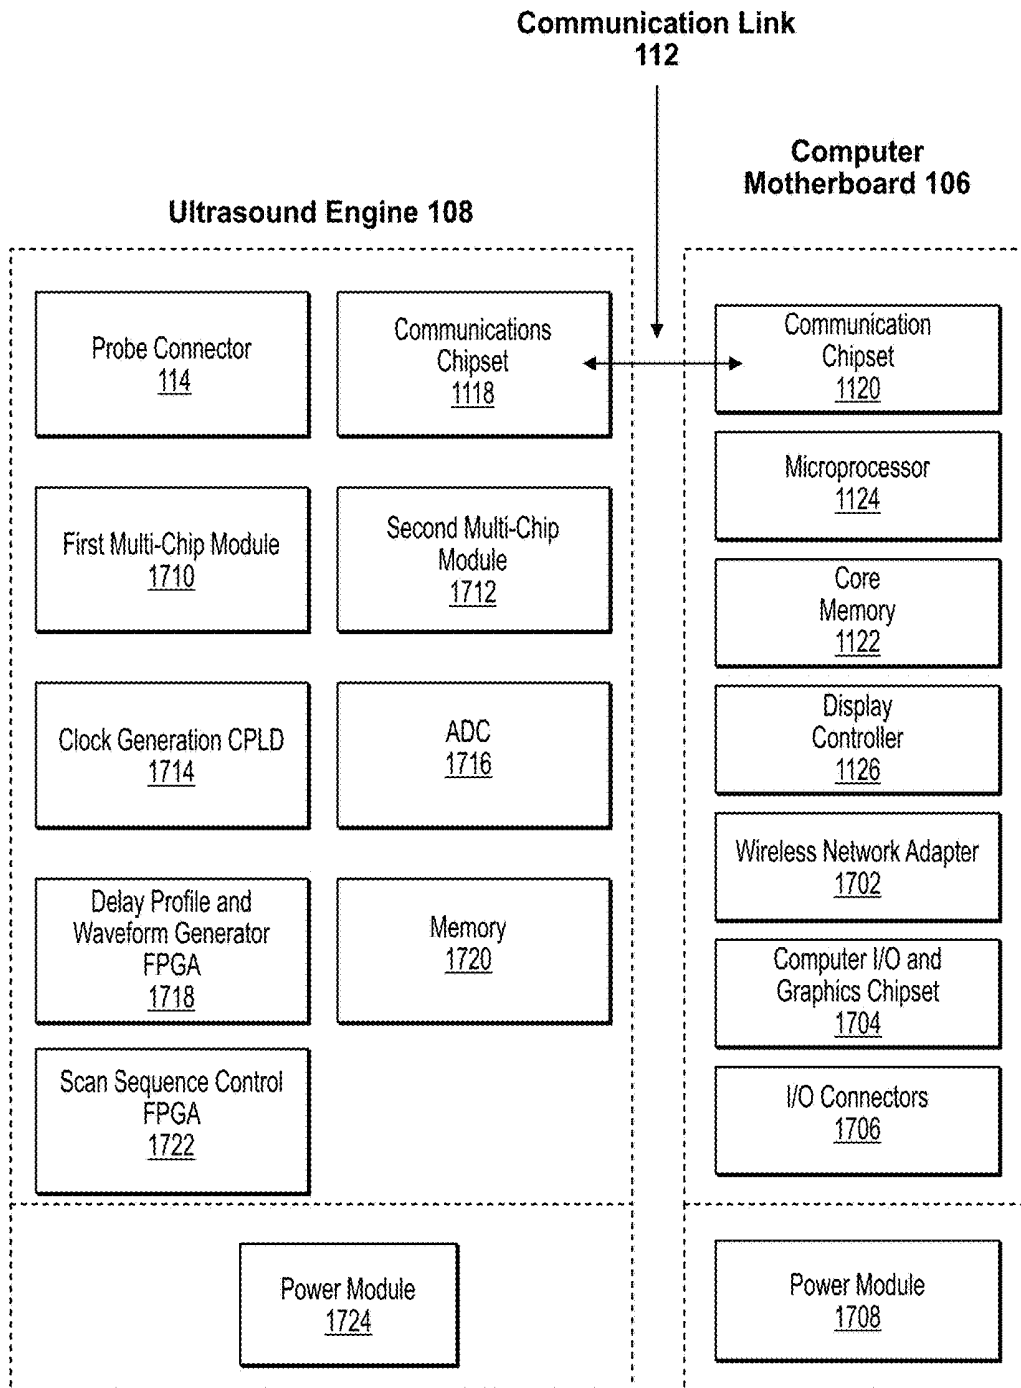 Communication Link
112
Computer
Motherboard 106
Ultrasound Engine 108
Probe Connector
114
Communications
Chipset
1118
Communication
Chipset
1120
Microprocessor
1124
First Multi-Chip Module
1710
Second Multi-Chip
Module
1712
Core
Memory
1122
Clock Generation CPLD
1714
ADC
1716
Display
Controller
1126
Wireless Network Adapter
1702
Delay Profile and
Waveform Generator
FPGA
1718
Memory
1720
Computer I/O and
Graphics Chipset
1704
Scan Sequence Control
FPGA
1722
I/O Connectors
1706
Power Module
1724
Power Module
1708